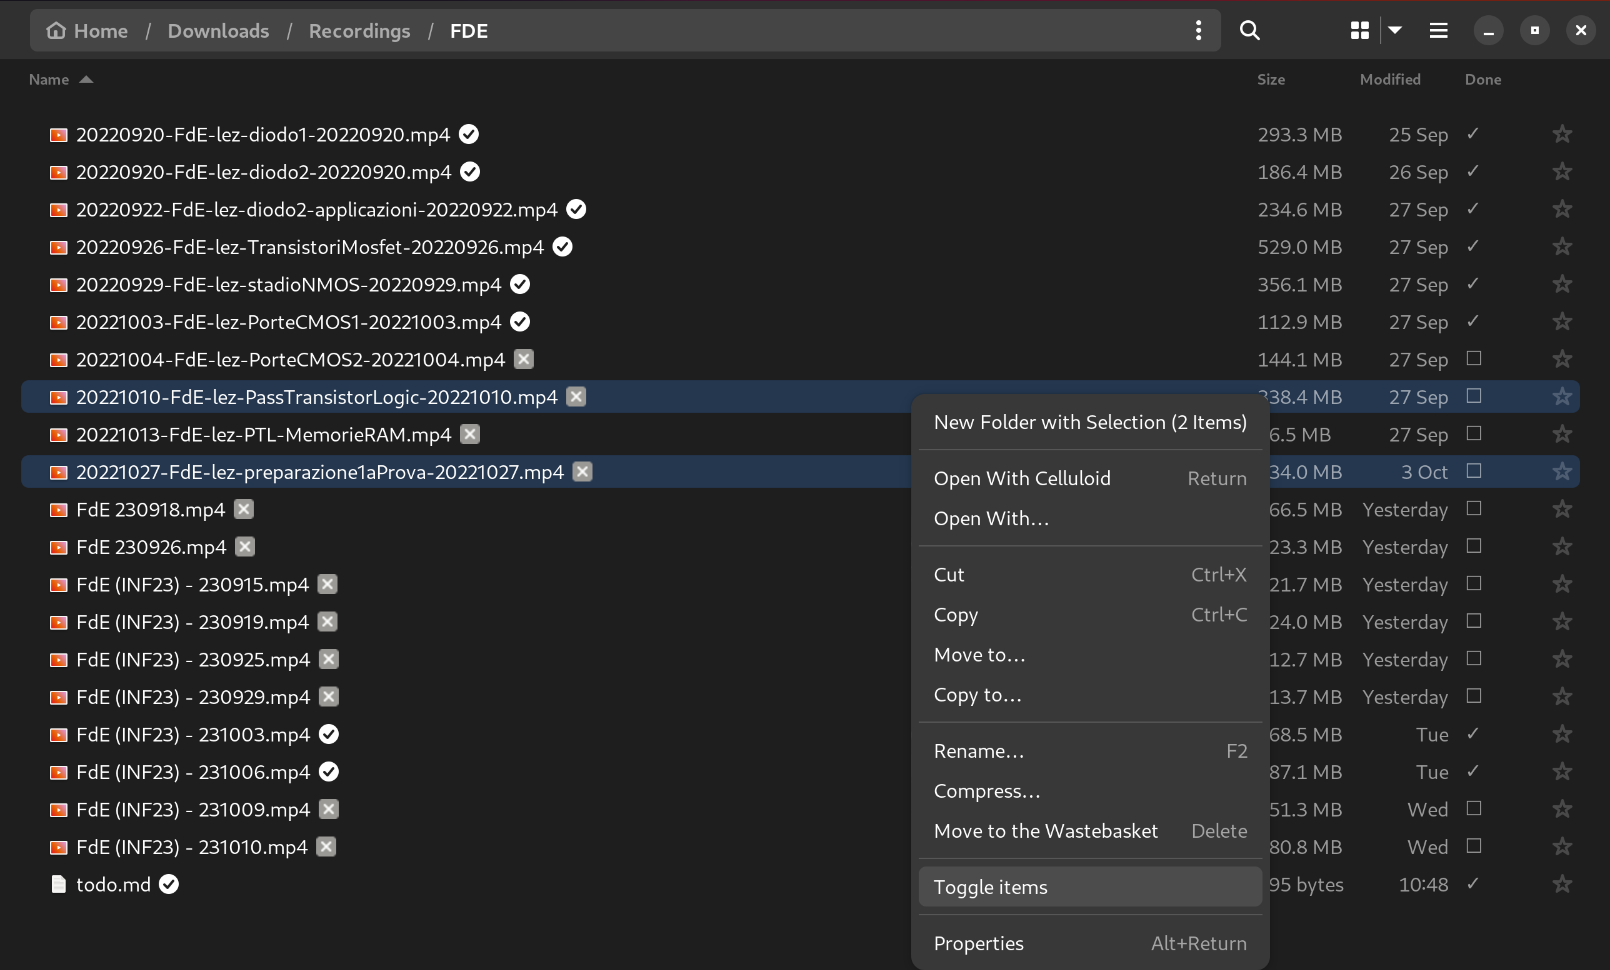 Home / Downloads / Recordings / FDE
Name Size Modified Done
20220920-FdE-lez-diodo1-20220920.mp4 293.3 MB 25 Sep ✓
20220920-FdE-lez-diodo2-20220920.mp4 186.4 MB 26 Sep ✓
20220922-FdE-lez-diodo2-applicazioni-20220922.mp4 234.6 MB 27 Sep ✓
20220926-FdE-lez-TransistoriMosfet-20220926.mp4 529.0 MB 27 Sep ✓
20220929-FdE-lez-stadioNMOS-20220929.mp4 356.1 MB 27 Sep ✓
20221003-FdE-lez-PorteCMOS1-20221003.mp4 112.9 MB 27 Sep ✓
20221004-FdE-lez-PorteCMOS2-20221004.mp4 144.1 MB 27 Sep
20221010-FdE-lez-PassTransistorLogic-20221010.mp4 38.4 MB 27 Sep
20221013-FdE-lez-PTL-MemorieRAM.mp4 6.5 MB 27 Sep
20221027-FdE-lez-preparazione1aProva-20221027.mp4 34.0 MB 3 Oct
FdE 230918.mp4 66.5 MB Yesterday
FdE 230926.mp4 23.3 MB Yesterday
FdE (INF23) - 230915.mp4 21.7 MB Yesterday
FdE (INF23) - 230919.mp4 24.0 MB Yesterday
FdE (INF23) - 230925.mp4 12.7 MB Yesterday
FdE (INF23) - 230929.mp4 13.7 MB Yesterday
FdE (INF23) - 231003.mp4 68.5 MB Tue ✓
FdE (INF23) - 231006.mp4 87.1 MB Tue ✓
FdE (INF23) - 231009.mp4 51.3 MB Wed
FdE (INF23) - 231010.mp4 80.8 MB Wed
todo.md 95 bytes 10:48 ✓
New Folder with Selection (2 Items)
Open With Celluloid Return
Open With…
Cut Ctrl+X
Copy Ctrl+C
Move to…
Copy to…
Rename… F2
Compress…
Move to the Wastebasket Delete
Toggle items
Properties Alt+Return